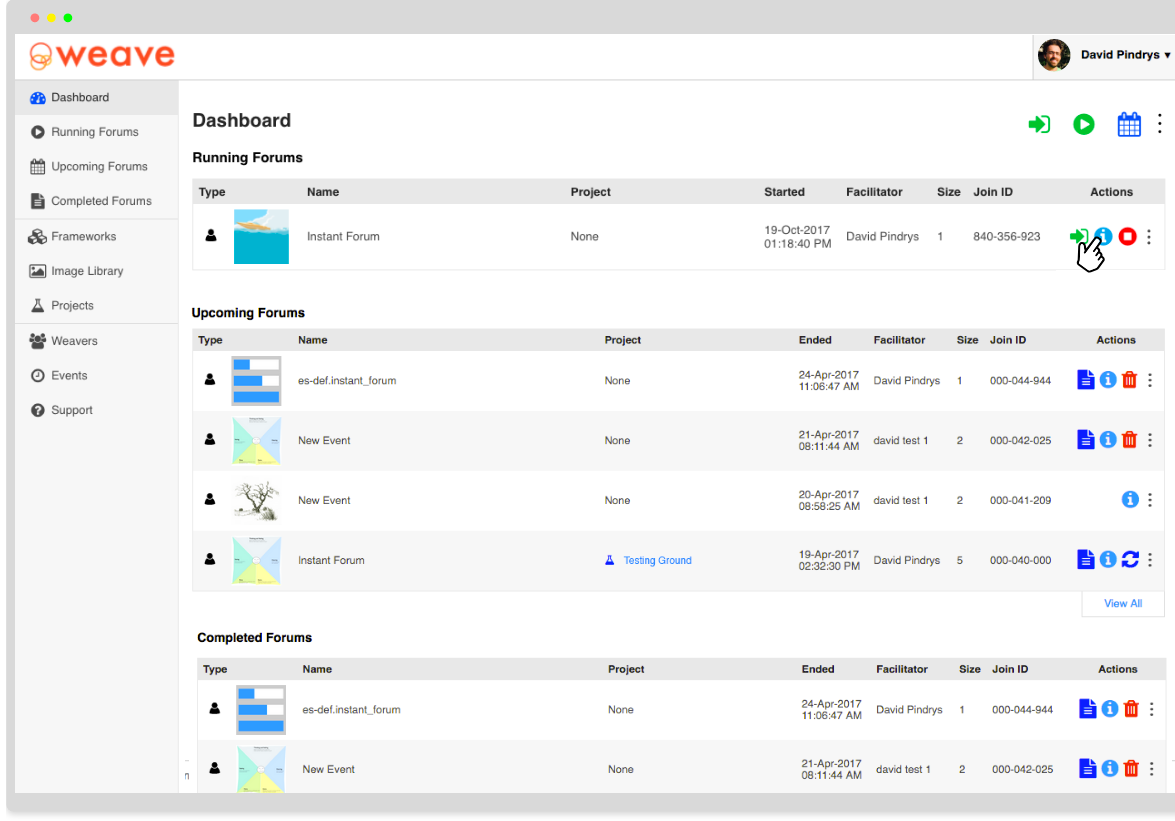 weave
David Pindrys ▾
Dashboard
Running Forums
Upcoming Forums
Completed Forums
Frameworks
Image Library
Projects
Weavers
Events
Support
Dashboard
Running Forums
Type Name Project Started Facilitator Size Join ID Actions
Instant Forum None 19-Oct-2017 01:18:40 PM David Pindrys 1 840-356-923
Upcoming Forums
Type Name Project Ended Facilitator Size Join ID Actions
es-def.instant_forum None 24-Apr-2017 11:06:47 AM David Pindrys 1 000-044-944
New Event None 21-Apr-2017 08:11:44 AM david test 1 2 000-042-025
New Event None 20-Apr-2017 08:58:25 AM david test 1 2 000-041-209
Instant Forum Testing Ground 19-Apr-2017 02:32:30 PM David Pindrys 5 000-040-000
View All
Completed Forums
Type Name Project Ended Facilitator Size Join ID Actions
es-def.instant_forum None 24-Apr-2017 11:06:47 AM David Pindrys 1 000-044-944
New Event None 21-Apr-2017 08:11:44 AM david test 1 2 000-042-025